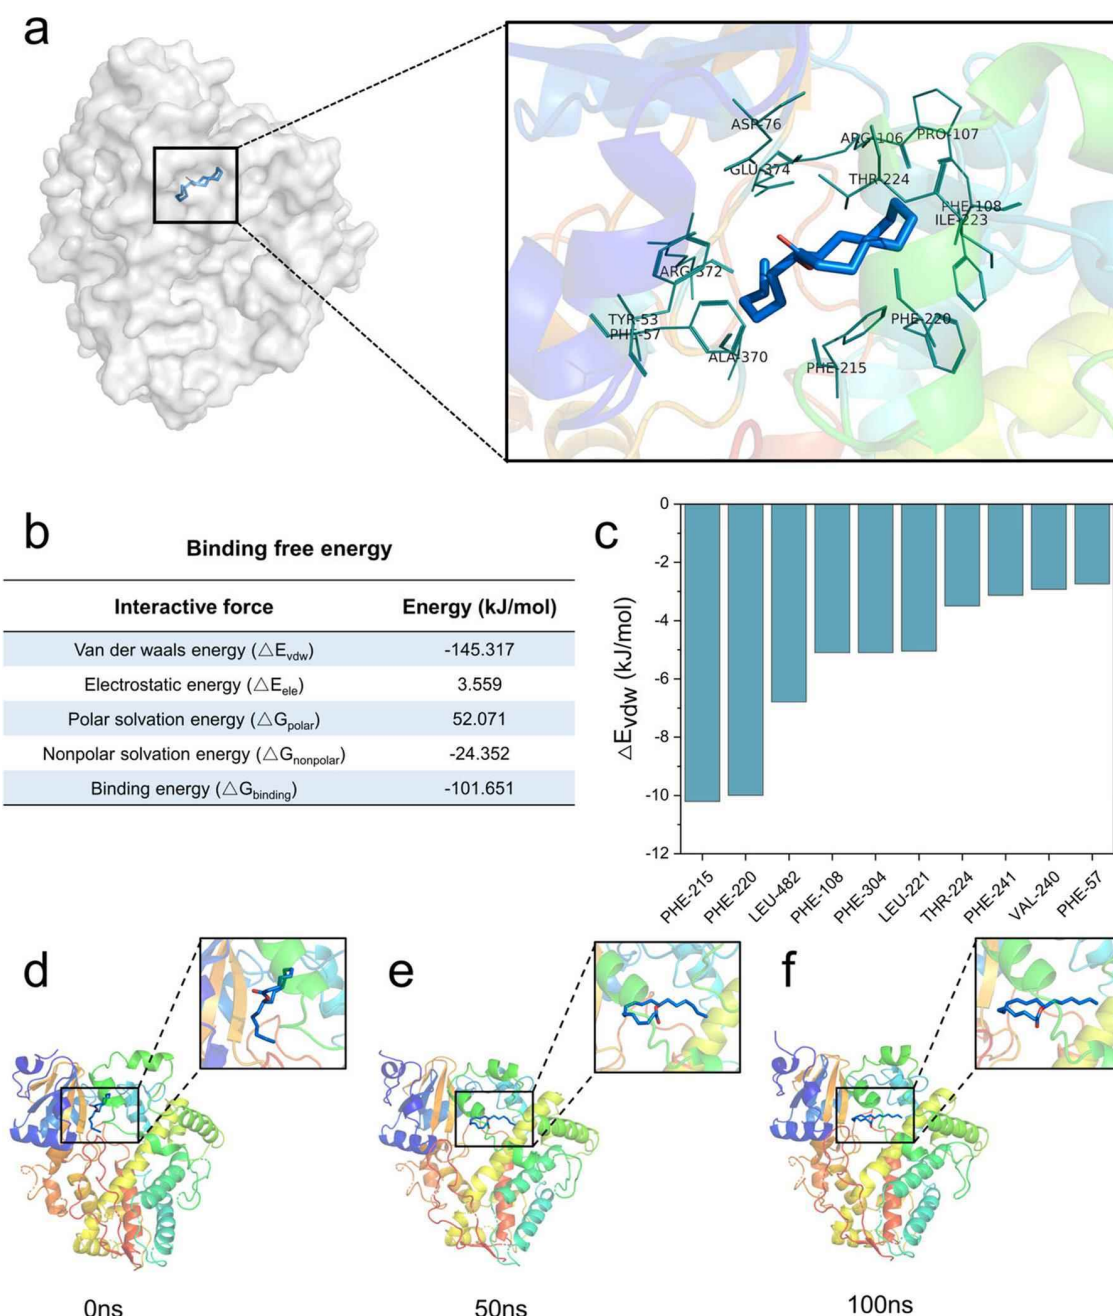 a
ASP-76
ARG-106
PRO-107
GLU-374
THR-224
PHE-108
ILE-223
ARG-372
TYR-53
PHE-57
PHE-220
ALA-370
PHE-215
b
Binding free energy
Interactive force Energy (kJ/mol)
Van der waals energy (△Evdw) -145.317
Electrostatic energy (△Eele) 3.559
Polar solvation energy (△Gpolar) 52.071
Nonpolar solvation energy (△Gnonpolar) -24.352
Binding energy (△Gbinding) -101.651
c
△Evdw (kJ/mol)
0
-2
-4
-6
-8
-10
-12
PHE-215
PHE-220
LEU-482
PHE-108
PHE-304
LEU-221
THR-224
PHE-241
VAL-240
PHE-57
d
e
f
0ns
50ns
100ns